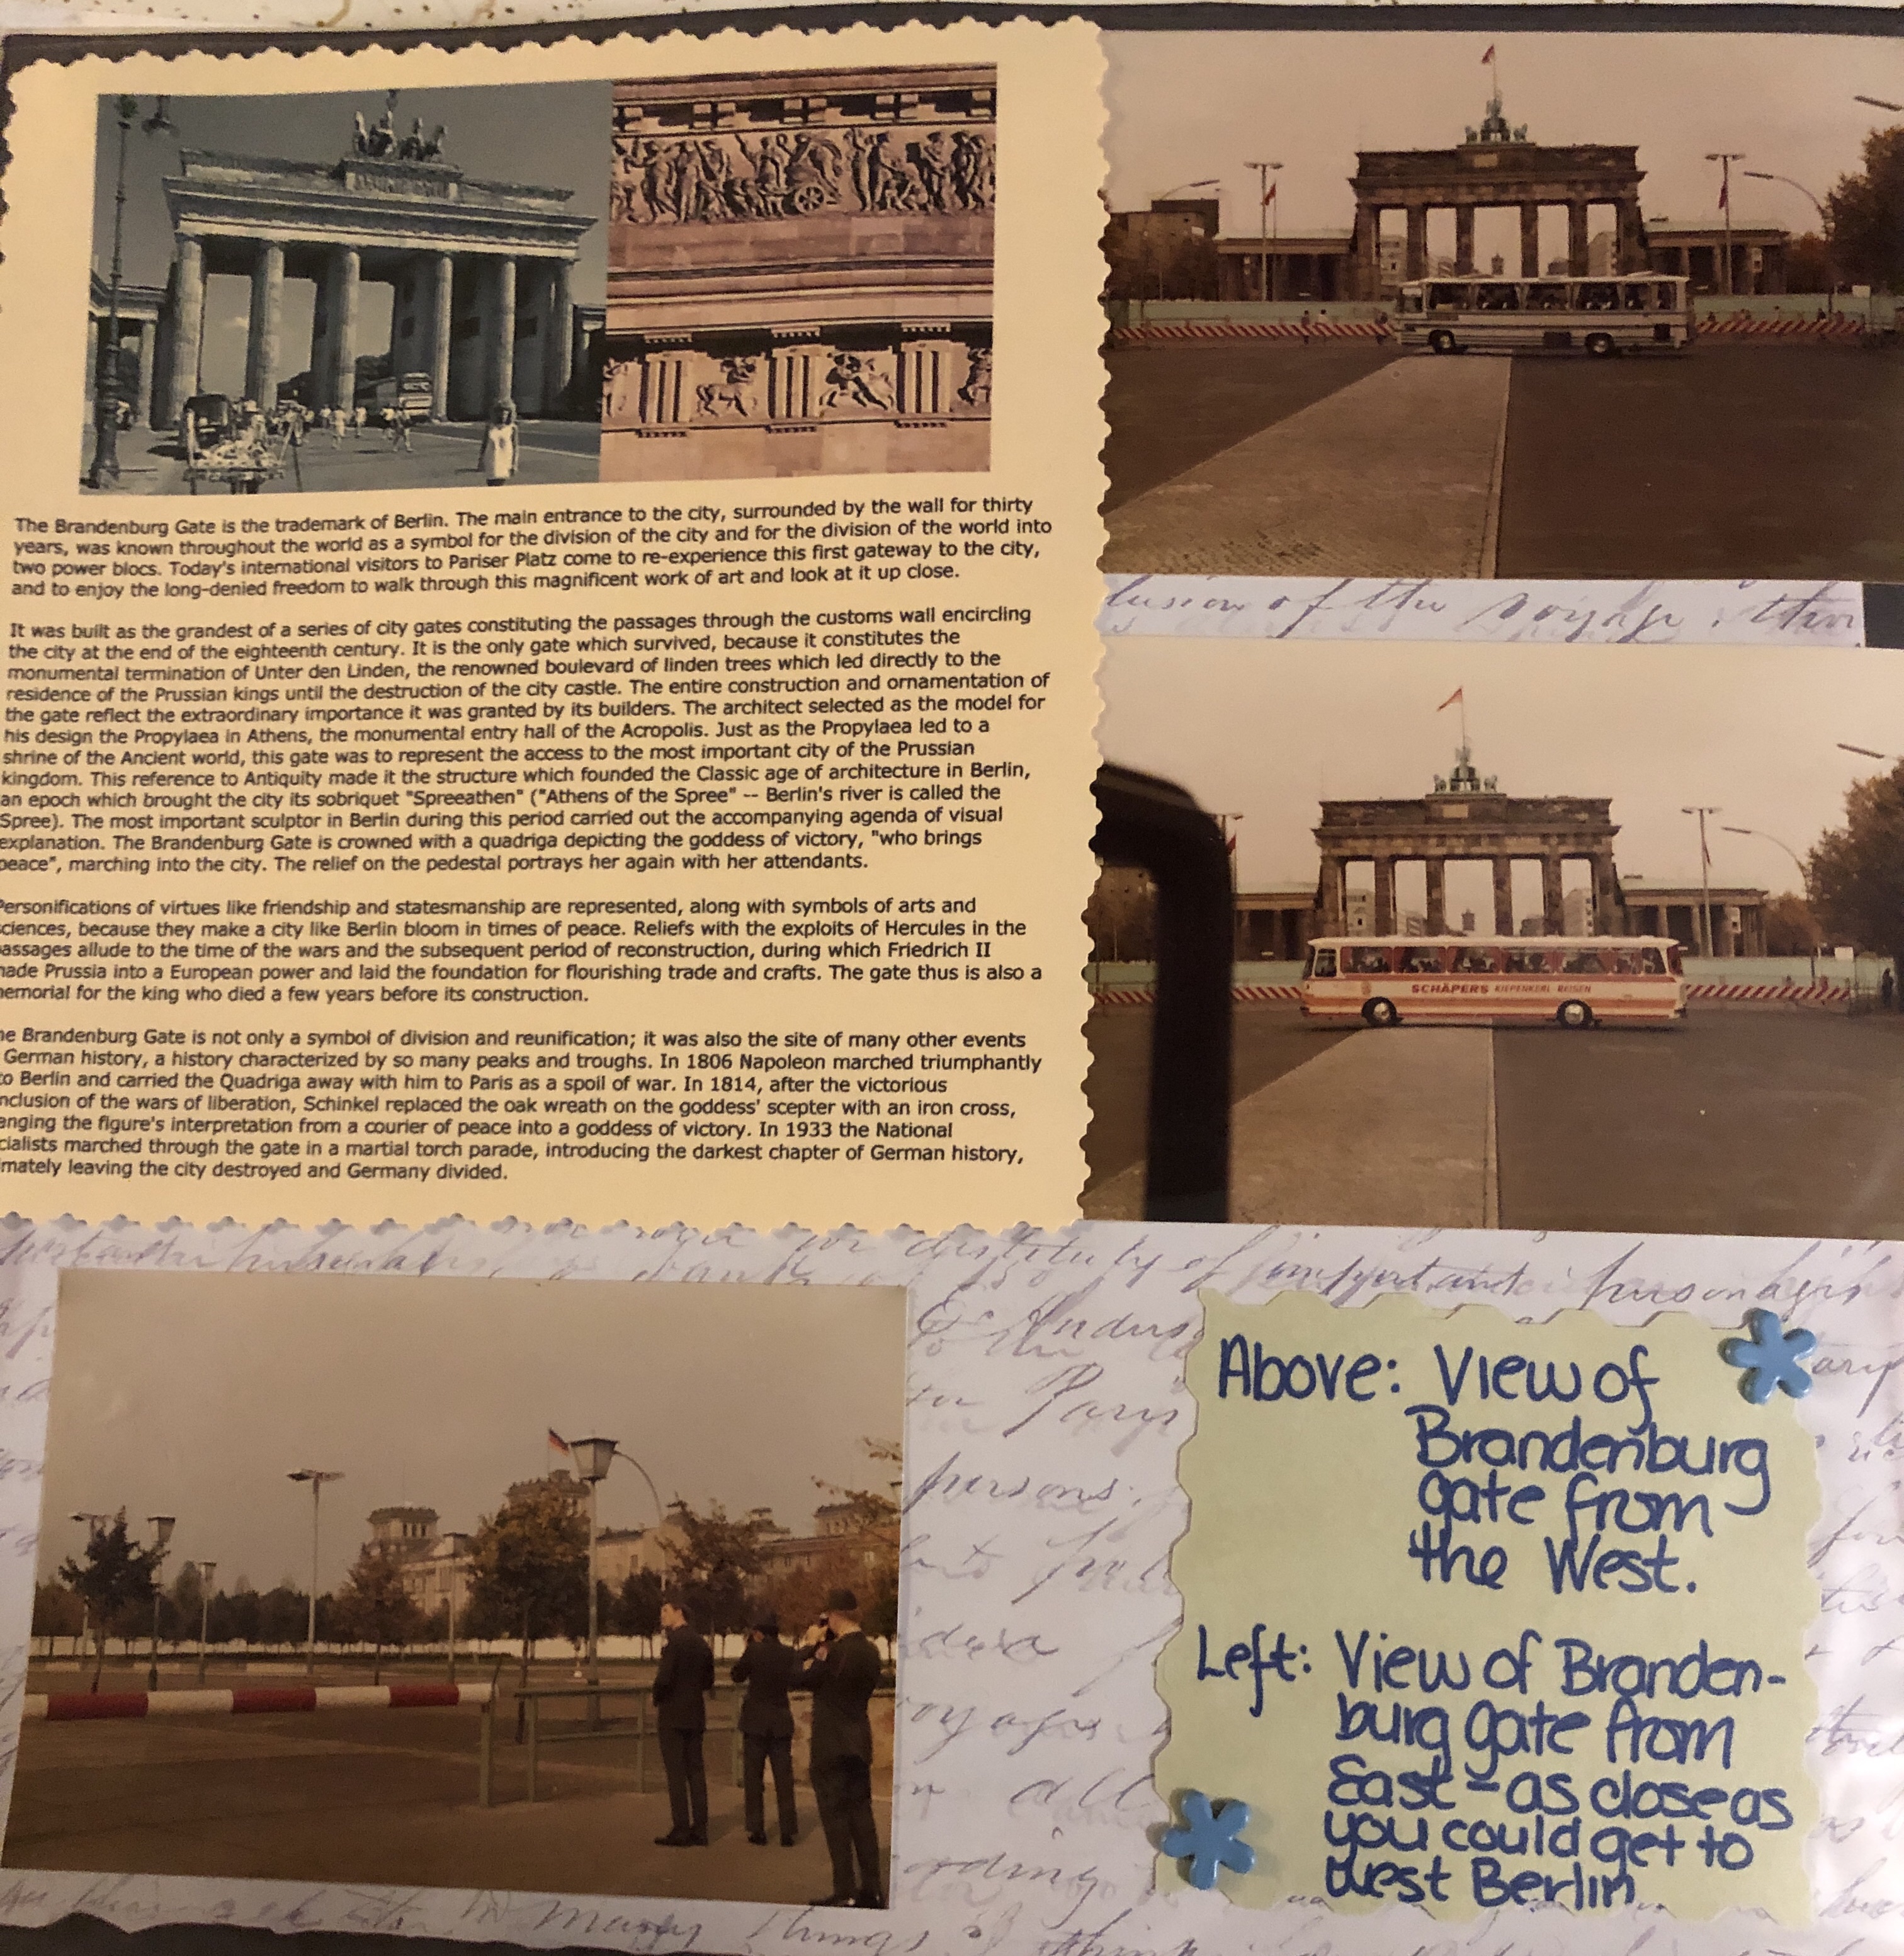 The Brandenburg Gate is the trademark of Berlin. The main entrance to the city, surrounded by the wall for thirty
years, was known throughout the world as a symbol for the division of the city and for the division of the world into
two power blocs. Today's international visitors to Pariser Platz come to re-experience this first gateway to the city,
and to enjoy the long-denied freedom to walk through this magnificent work of art and look at it up close.
It was built as the grandest of a series of city gates constituting the passages through the customs wall encircling
the city at the end of the eighteenth century. It is the only gate which survived, because it constitutes the
monumental termination of Unter den Linden, the renowned boulevard of linden trees which led directly to the
residence of the Prussian kings until the destruction of the city castle. The entire construction and ornamentation of
the gate reflect the extraordinary importance it was granted by its builders. The architect selected as the model for
his design the Propylaea in Athens, the monumental entry hall of the Acropolis. Just as the Propylaea led to a
shrine of the Ancient world, this gate was to represent the access to the most important city of the Prussian
kingdom. This reference to Antiquity made it the structure which founded the Classic age of architecture in Berlin,
an epoch which brought the city its sobriquet "Spreeathen" ("Athens of the Spree" -- Berlin's river is called the
Spree). The most important sculptor in Berlin during this period carried out the accompanying agenda of visual
explanation. The Brandenburg Gate is crowned with a quadriga depicting the goddess of victory, "who brings
peace", marching into the city. The relief on the pedestal portrays her again with her attendants.
Personifications of virtues like friendship and statesmanship are represented, along with symbols of arts and
ciences, because they make a city like Berlin bloom in times of peace. Reliefs with the exploits of Hercules in the
assages allude to the time of the wars and the subsequent period of reconstruction, during which Friedrich II
made Prussia into a European power and laid the foundation for flourishing trade and crafts. The gate thus is also a
emorial for the king who died a few years before its construction.
he Brandenburg Gate is not only a symbol of division and reunification; it was also the site of many other events
German history, a history characterized by so many peaks and troughs. In 1806 Napoleon marched triumphantly
to Berlin and carried the Quadriga away with him to Paris as a spoil of war. In 1814, after the victorious
nclusion of the wars of liberation, Schinkel replaced the oak wreath on the goddess' scepter with an iron cross,
anging the figure's interpretation from a courier of peace into a goddess of victory. In 1933 the National
cialists marched through the gate in a martial torch parade, introducing the darkest chapter of German history,
imately leaving the city destroyed and Germany divided.
lusion of the voyage, then
SCHÄPERS KIEPENKERL REISEN
of important personages
Paris
persons.
all
many things
think
Above: View of
Brandenburg
gate from
the West.
Left: View of Branden-
burg gate from
East - as close as
you could get to
West Berlin